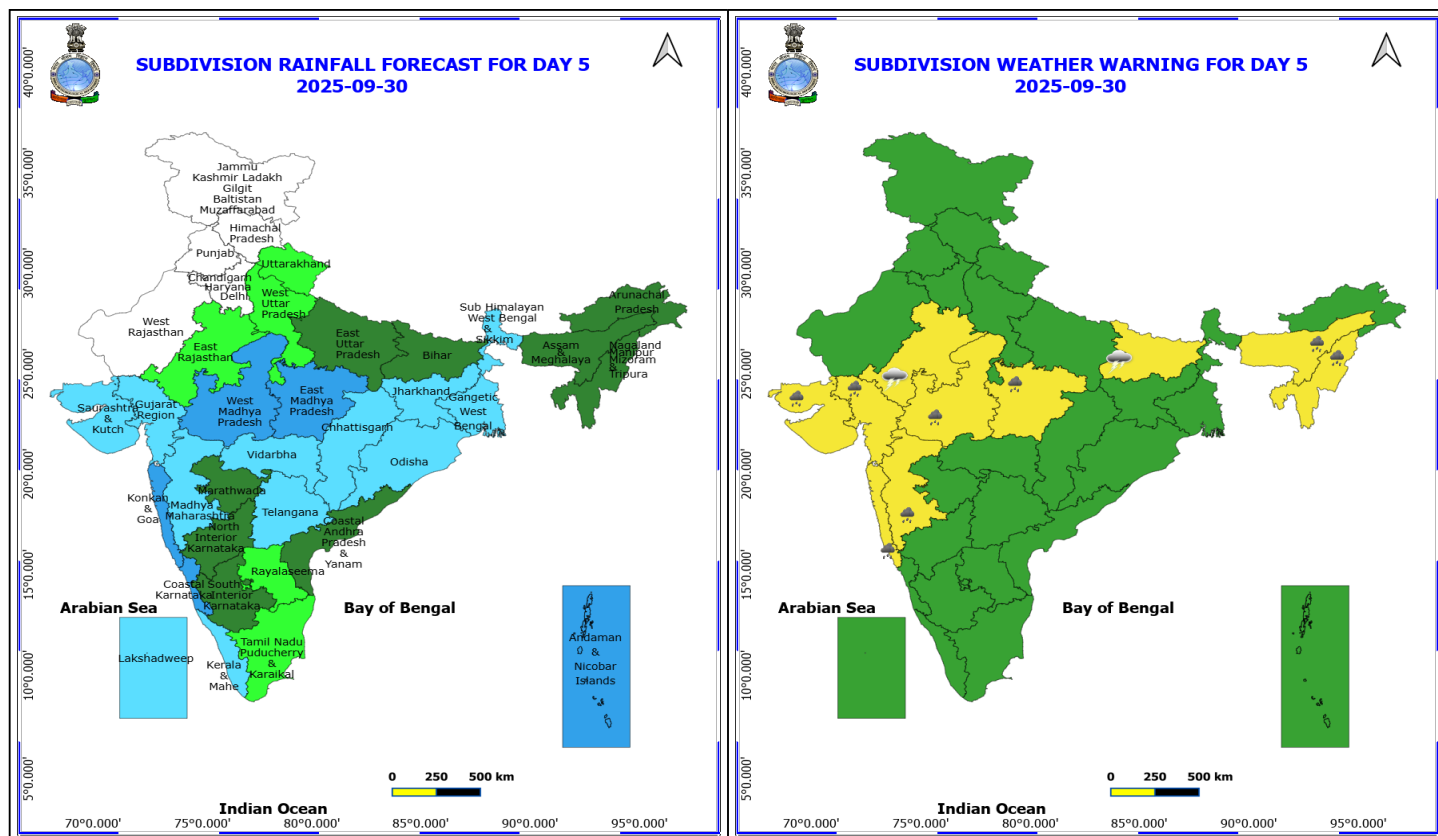 SUBDIVISION RAINFALL FORECAST FOR DAY 5
2025-09-30
40°0.000'
35°0.000'
30°0.000'
25°0.000'
20°0.000'
15°0.000'
10°0.000'
5°0.000'
Jammu
Kashmir Ladakh
Gilgit
Baltistan
Muzaffarabad
Himachal
Pradesh
Punjab
Uttarakhand
Chandigarh
Haryana
Delhi
West
Uttar
Pradesh
West
Rajasthan
East
Rajasthan
East
Uttar
Pradesh
Bihar
Sub Himalayan
West Bengal
&
Sikkim
Arunachal
Pradesh
Assam
&
Meghalaya
Nagaland
Manipur
Mizoram
&
Tripura
Saurashtra
&
Kutch
Gujarat
Region
West
Madhya
Pradesh
East
Madhya
Pradesh
Jharkhand
Gangetic
West
Bengal
Chhattisgarh
Vidarbha
Odisha
Konkan
&
Goa
Madhya
Maharashtra
Marathwada
Telangana
North
Interior
Karnataka
Coastal
Andhra
Pradesh
&
Yanam
Rayalaseema
Coastal
Karnataka
South
Interior
Karnataka
Arabian Sea
Bay of Bengal
Lakshadweep
Kerala
&
Mahe
Tamil Nadu
Puducherry
&
Karaikal
Andaman
&
Nicobar
Islands
0 250 500 km
Indian Ocean
70°0.000' 75°0.000' 80°0.000' 85°0.000' 90°0.000' 95°0.000'
SUBDIVISION WEATHER WARNING FOR DAY 5
2025-09-30
40°0.000'
35°0.000'
30°0.000'
25°0.000'
20°0.000'
15°0.000'
10°0.000'
5°0.000'
Arabian Sea
Bay of Bengal
0 250 500 km
Indian Ocean
70°0.000' 75°0.000' 80°0.000' 85°0.000' 90°0.000' 95°0.000'